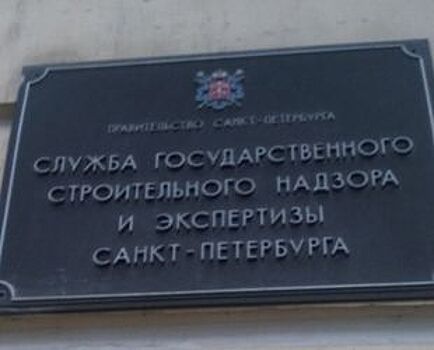 ПРАВИТЕЛЬСТВО САНКТ-ПЕТЕРБУРГА
СЛУЖБА ГОСУДАРСТВЕННОГО
СТРОИТЕЛЬНОГО НАДЗОРА
И ЭКСПЕРТИЗЫ
САНКТ-ПЕТЕРБУРГА